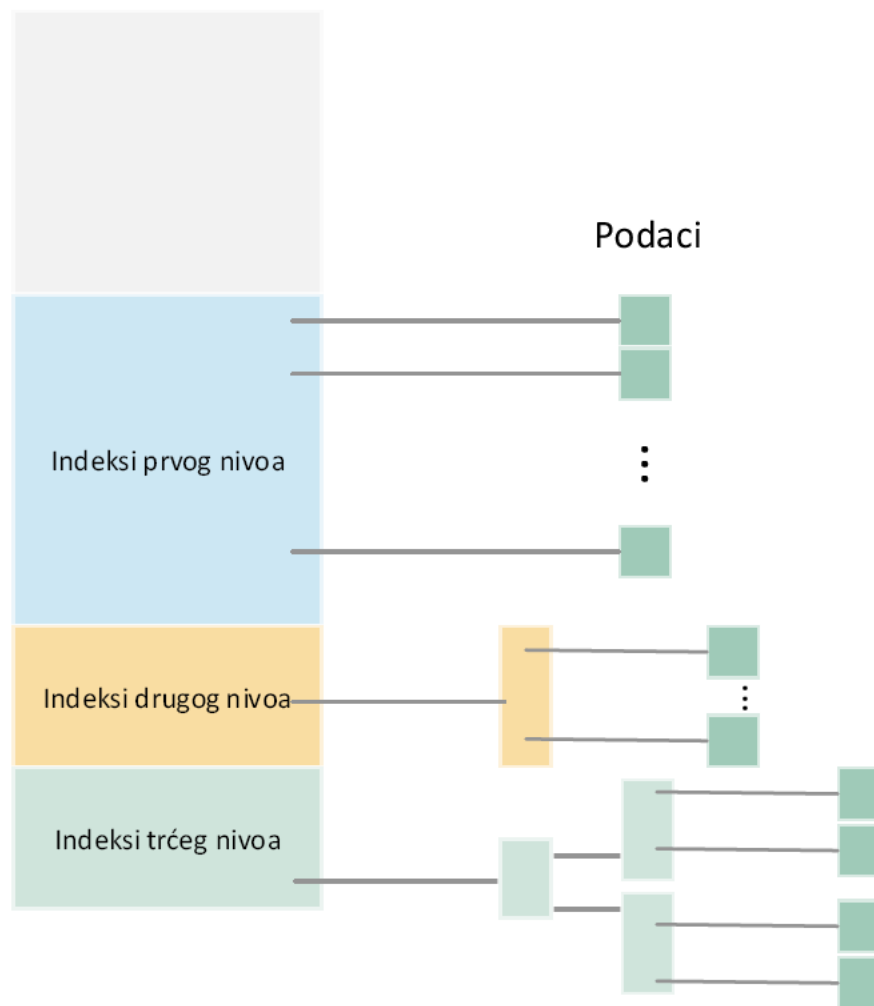 Podaci
Indeksi prvog nivoa
Indeksi drugog nivoa
Indeksi trćeg nivoa